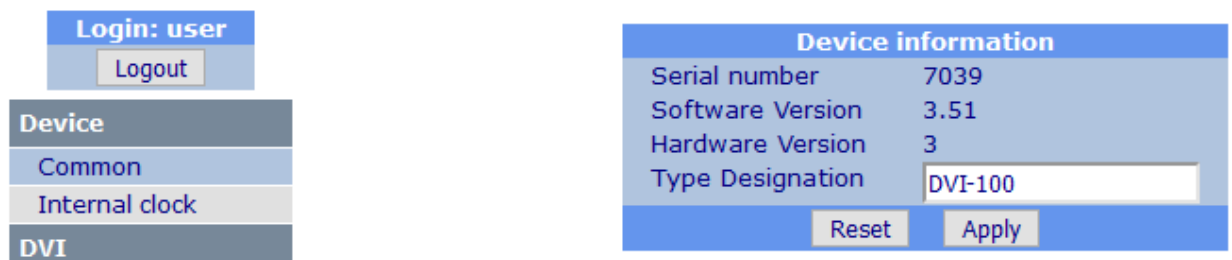 Login: user
Logout
Device
Common
Internal clock
DVI
Device information
Serial number 7039
Software Version 3.51
Hardware Version 3
Type Designation DVI-100
Reset Apply